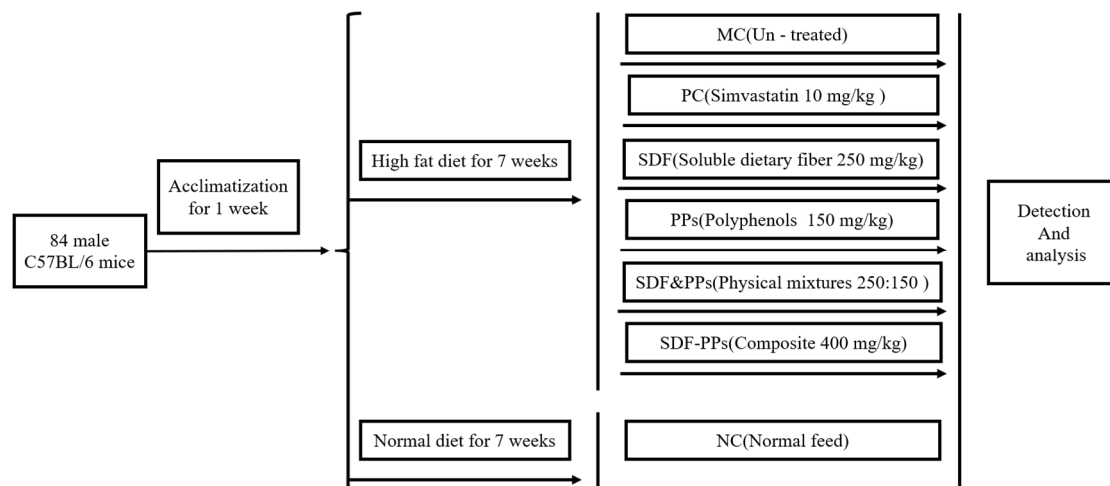 84 male
C57BL/6 mice
Acclimatization
for 1 week
High fat diet for 7 weeks
Normal diet for 7 weeks
MC(Un - treated)
PC(Simvastatin 10 mg/kg )
SDF(Soluble dietary fiber 250 mg/kg)
PPs(Polyphenols  150 mg/kg)
SDF&PPs(Physical mixtures 250:150 )
SDF-PPs(Composite 400 mg/kg)
NC(Normal feed)
Detection
And
analysis